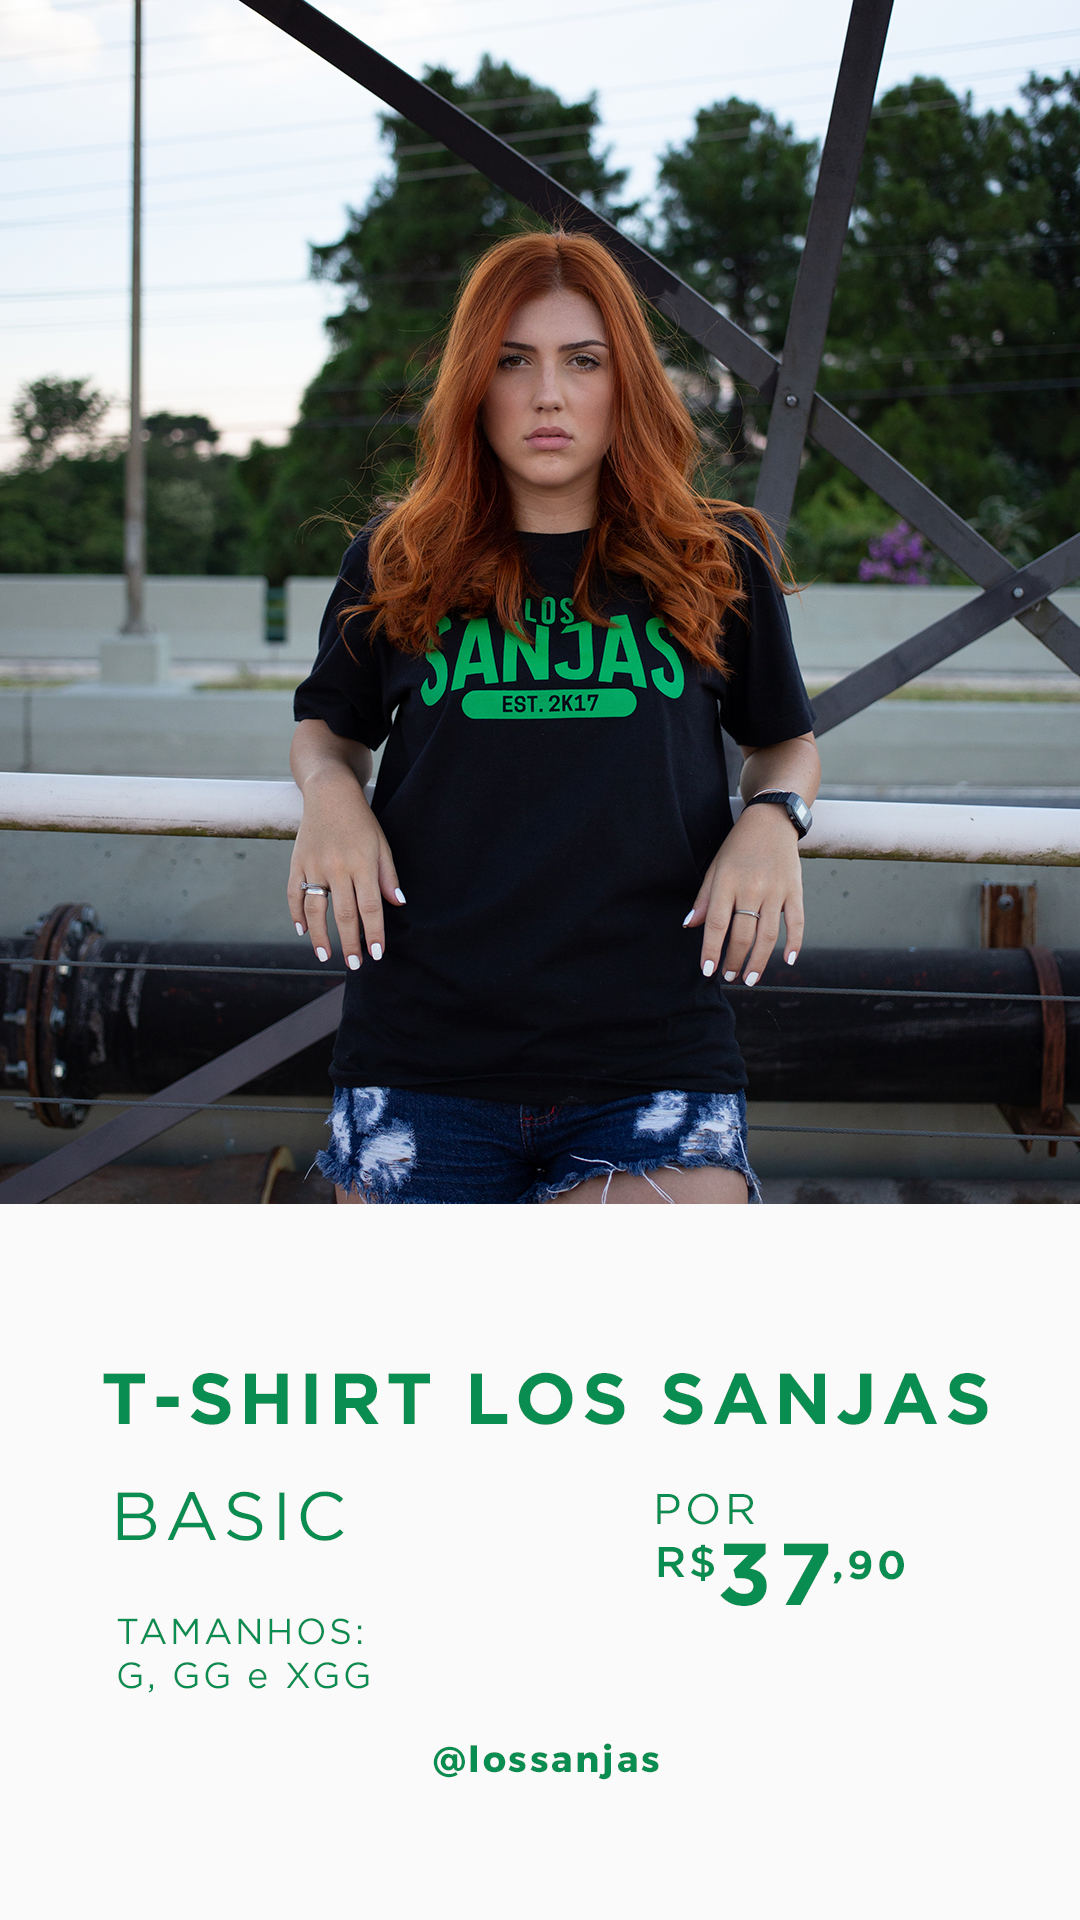 LOS
SANJAS
EST. 2K17
T-SHIRT LOS SANJAS
BASIC
POR
R$37,90
TAMANHOS:
G, GG e XGG
@lossanjas